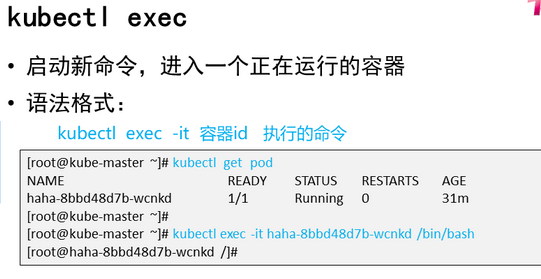 kubectl exec
• 启动新命令，进入一个正在运行的容器
• 语法格式：
kubectl exec -it 容器id 执行的命令
[root@kube-master ~]# kubectl get pod
NAME READY STATUS RESTARTS AGE
haha-8bbd48d7b-wcnkd 1/1 Running 0 31m
[root@kube-master ~]#
[root@kube-master ~]# kubectl exec -it haha-8bbd48d7b-wcnkd /bin/bash
[root@haha-8bbd48d7b-wcnkd /]#